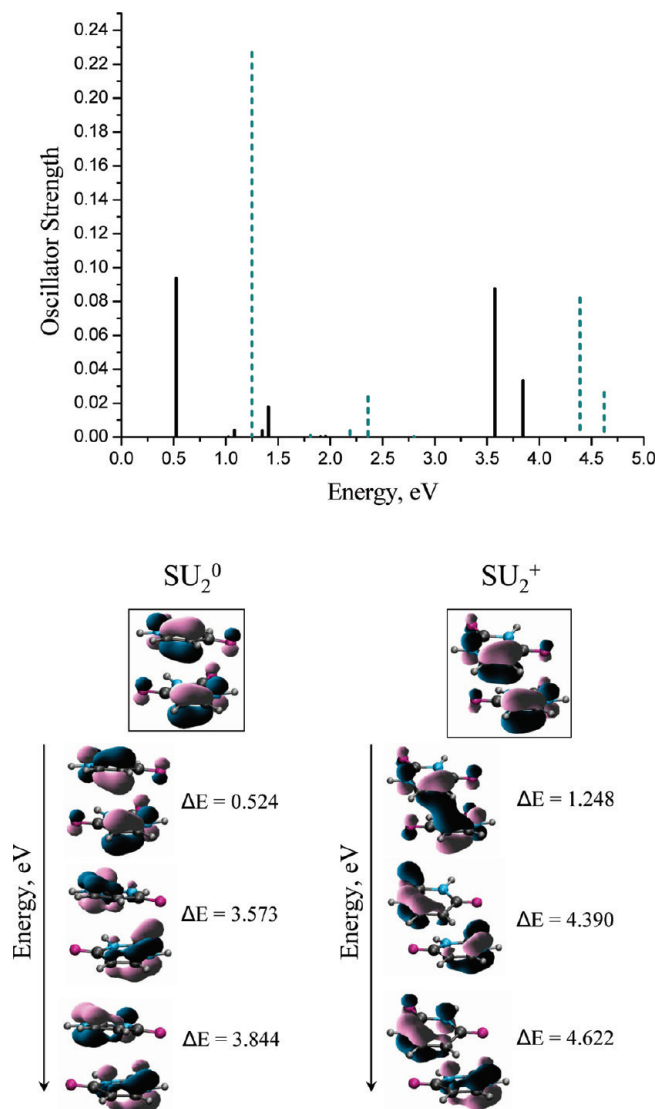 0.24
0.22
0.20
0.18
0.16
0.14
0.12
0.10
0.08
0.06
0.04
0.02
0.00
Oscillator Strength
0.0 0.5 1.0 1.5 2.0 2.5 3.0 3.5 4.0 4.5 5.0
Energy, eV
SU₂⁰
SU₂⁺
Energy, eV
ΔE = 0.524
ΔE = 3.573
ΔE = 3.844
Energy, eV
ΔE = 1.248
ΔE = 4.390
ΔE = 4.622